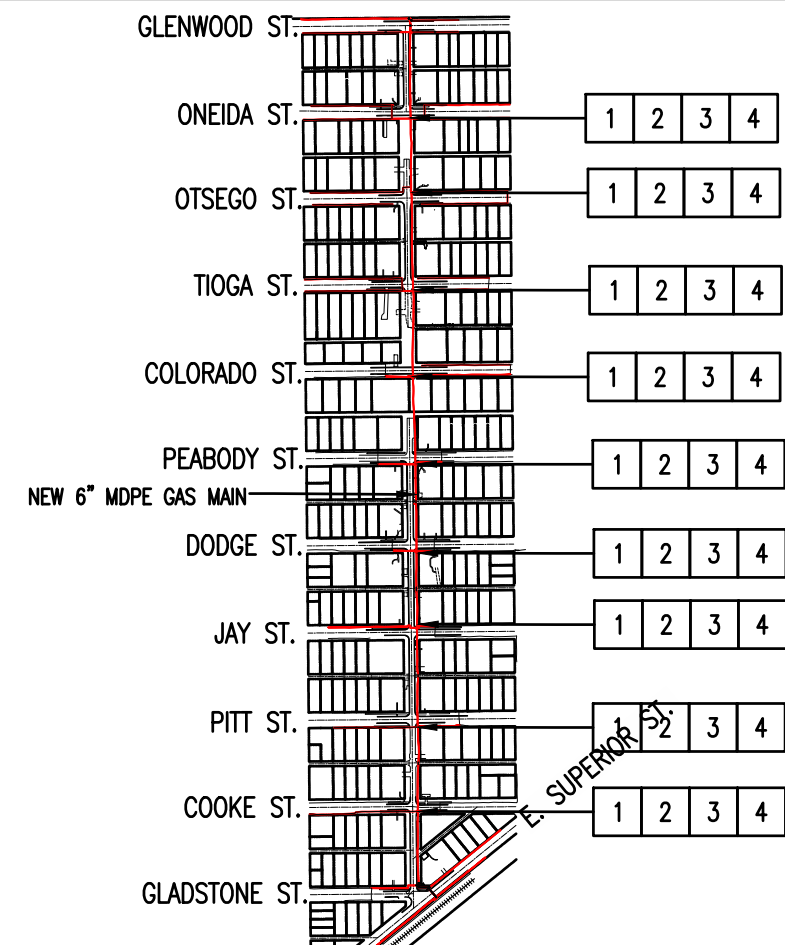 GLENWOOD ST.
ONEIDA ST.
1 2 3 4
OTSEGO ST.
1 2 3 4
TIOGA ST.
1 2 3 4
COLORADO ST.
1 2 3 4
PEABODY ST.
1 2 3 4
NEW 6" MDPE GAS MAIN
DODGE ST.
1 2 3 4
JAY ST.
1 2 3 4
PITT ST.
1 2 3 4
E. SUPERIOR ST.
COOKE ST.
1 2 3 4
GLADSTONE ST.